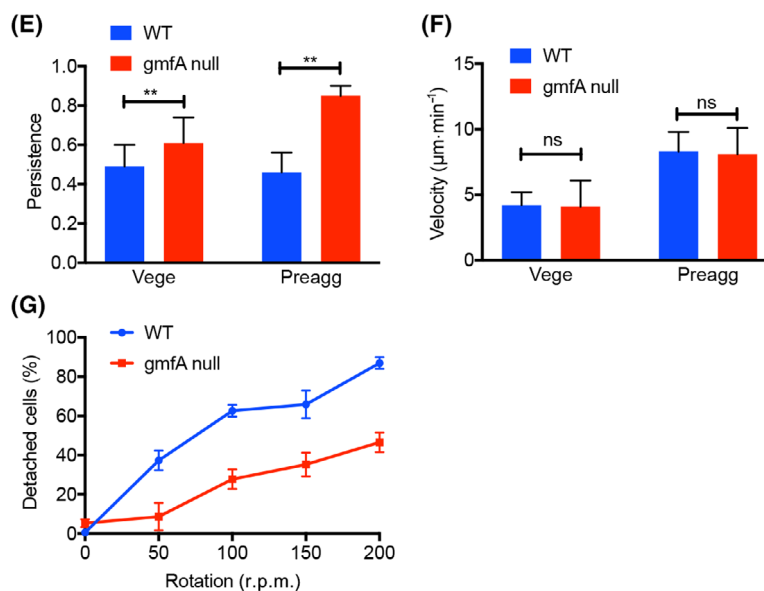 (E)
WT
gmfA null
Persistence
1.0
0.8
0.6
0.4
0.2
0.0
**
**
Vege
Preagg
(F)
WT
gmfA null
Velocity (µm·min⁻¹)
15
10
5
0
ns
ns
Vege
Preagg
(G)
WT
gmfA null
Detached cells (%)
100
80
60
40
20
0
0
50
100
150
200
Rotation (r.p.m.)